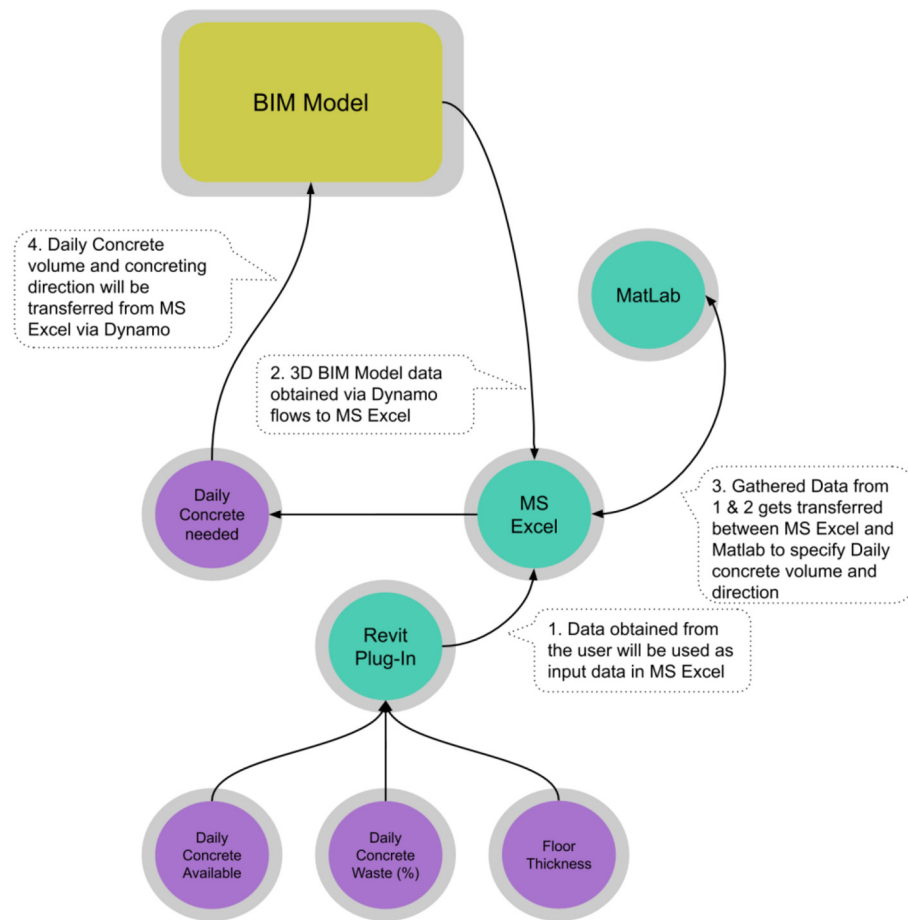 BIM Model
4. Daily Concrete
volume and concreting
direction will be
transferred from MS
Excel via Dynamo
MatLab
2. 3D BIM Model data
obtained via Dynamo
flows to MS Excel
Daily
Concrete
needed
MS
Excel
3. Gathered Data from
1 & 2 gets transferred
between MS Excel and
Matlab to specify Daily
concrete volume and
direction
Revit
Plug-In
1. Data obtained from
the user will be used as
input data in MS Excel
Daily
Concrete
Available
Daily
Concrete
Waste (%)
Floor
Thickness